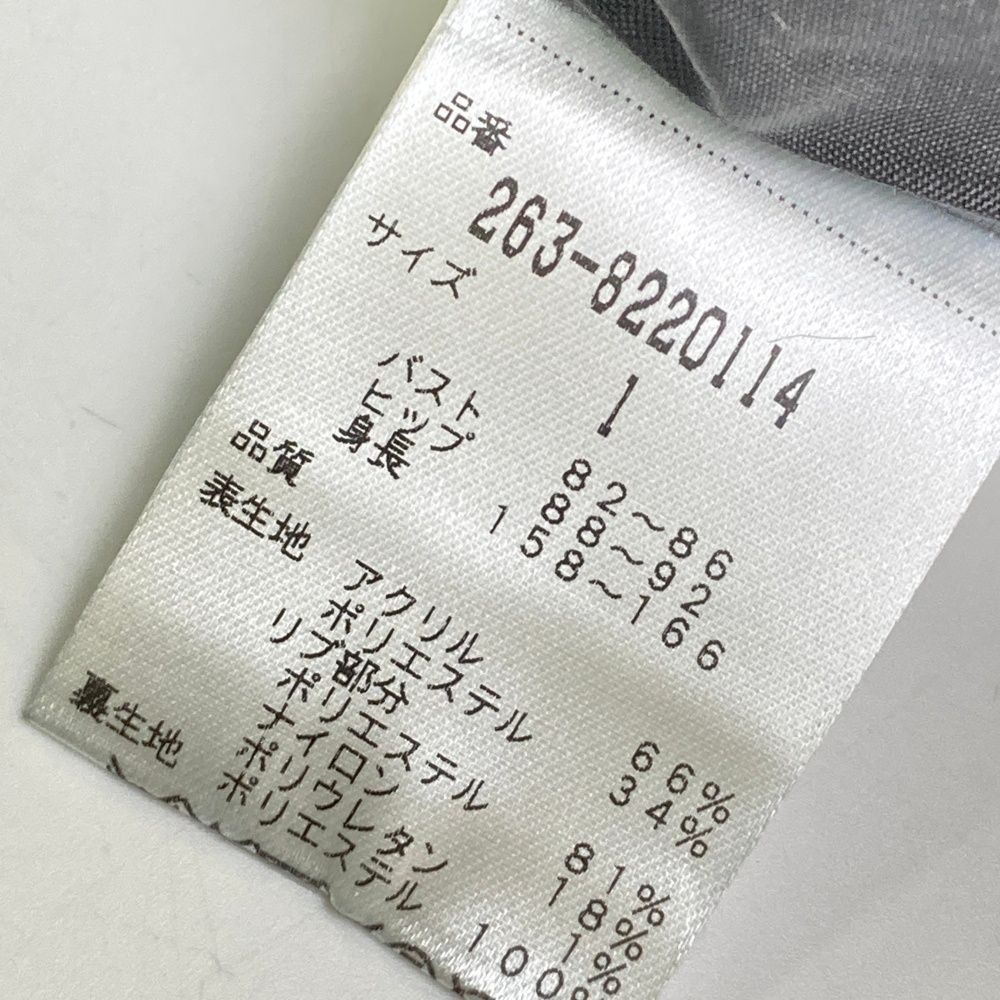 品番
263-8220114
サイズ 1
バスト 82～86
ヒップ 88～92
身長 158～166
品質
表生地 アクリル 66%
ポリエステル 34%
リブ部分
ポリエステル 81%
ナイロン 18%
ポリウレタン 1%
裏生地 ポリエステル 100%